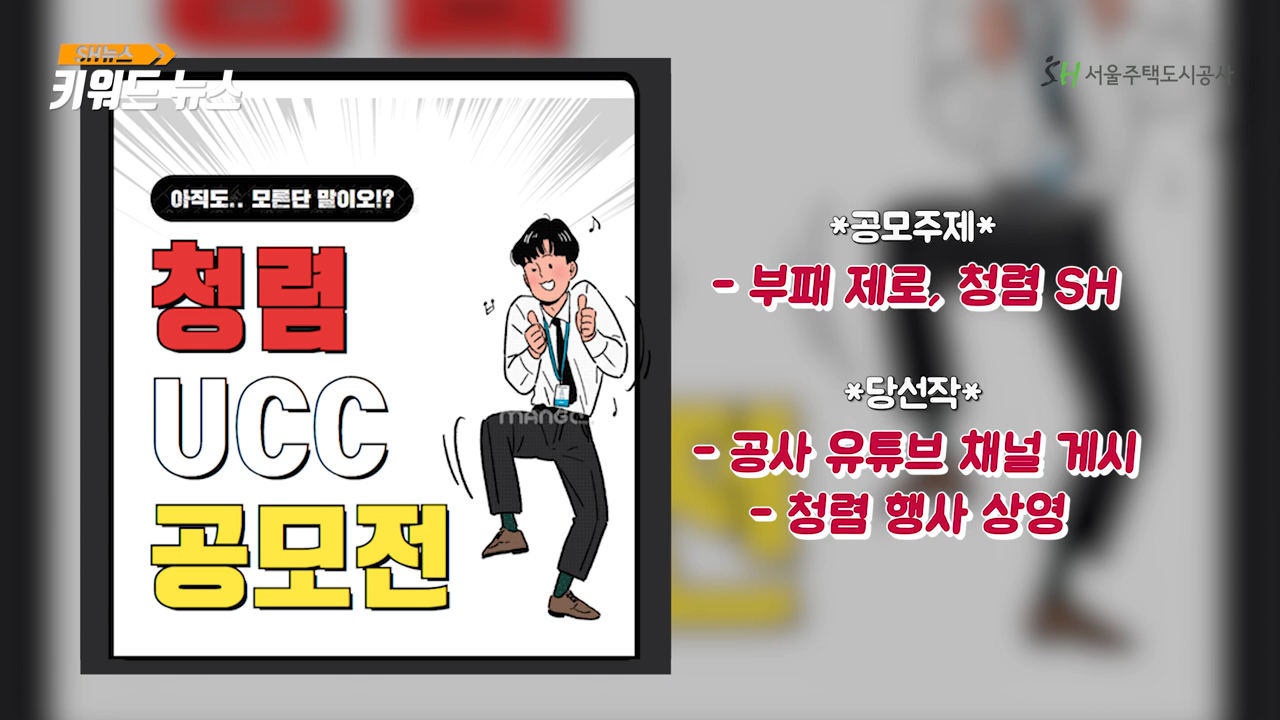 SH뉴스
키워드 뉴스
SH 서울주택도시공사
아직도.. 모른단 말이오!?
청렴
UCC
공모전
*공모주제*
- 부패 제로, 청렴 SH
*당선작*
- 공사 유튜브 채널 게시
- 청렴 행사 상영